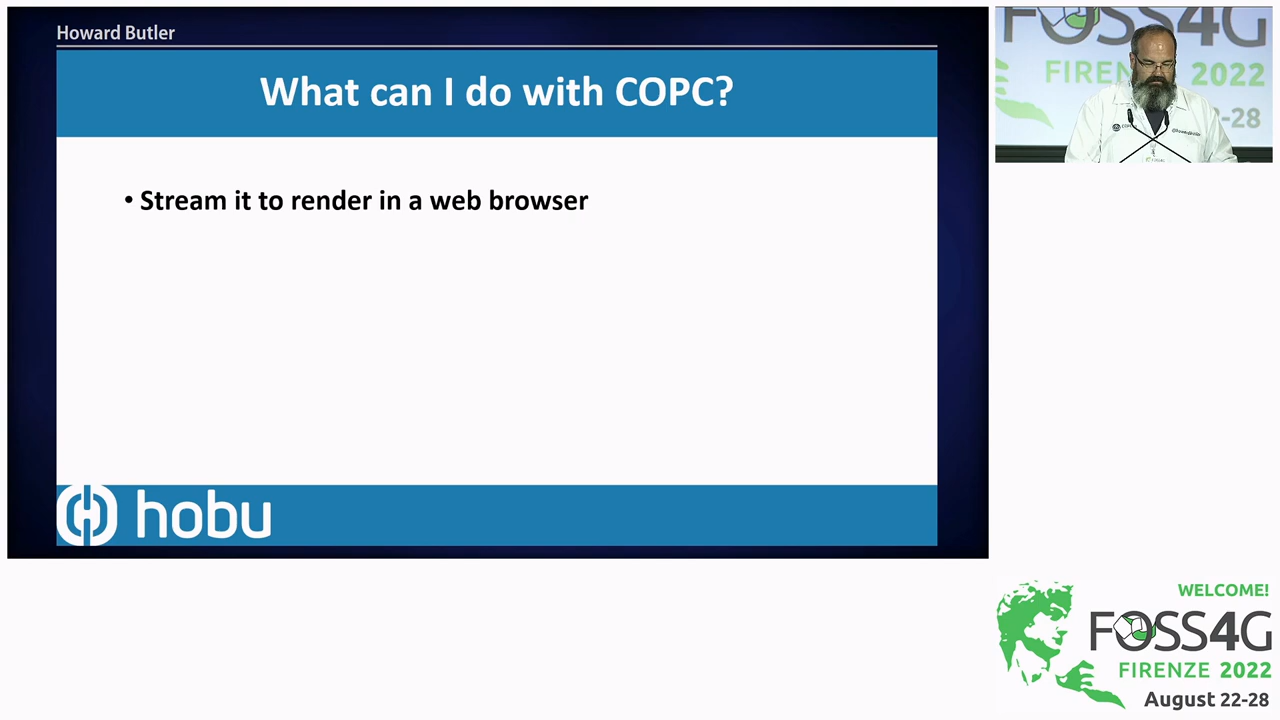 Howard Butler
What can I do with COPC?
• Stream it to render in a web browser
hobu
FOSS4G
FIRENZE 2022
-28
WELCOME!
FOSS4G
FIRENZE 2022
August 22-28